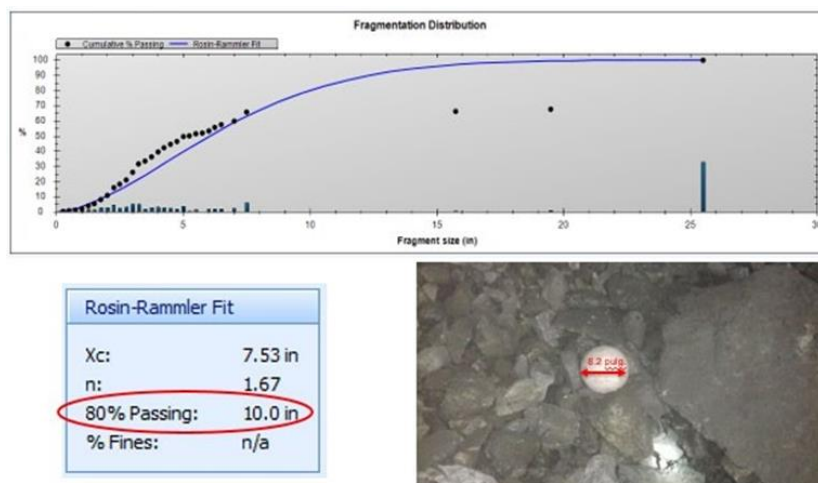 Fragmentation Distribution
Cumulative % Passing
Rosin-Rammler Fit
100
90
80
70
60
50
40
30
20
10
0
%
0
5
10
15
20
25
30
Fragment size (in)
Rosin-Rammler Fit
Xc: 7.53 in
n: 1.67
80% Passing: 10.0 in
% Fines: n/a
8.2 pulg.